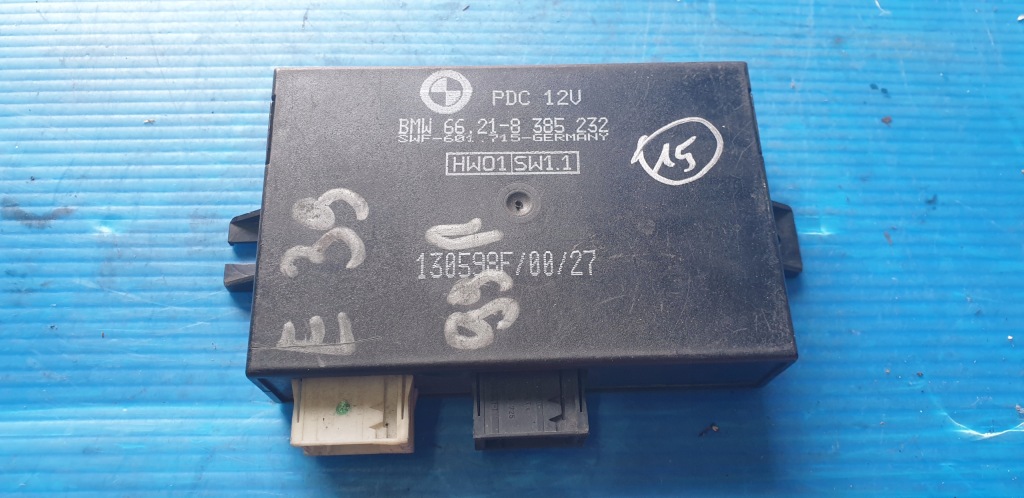 PDC 12V
BMW 66.21-8 385 232
SWF-601.715-GERMANY
HW01 SW1.1
15
E 39
130598F/00/27